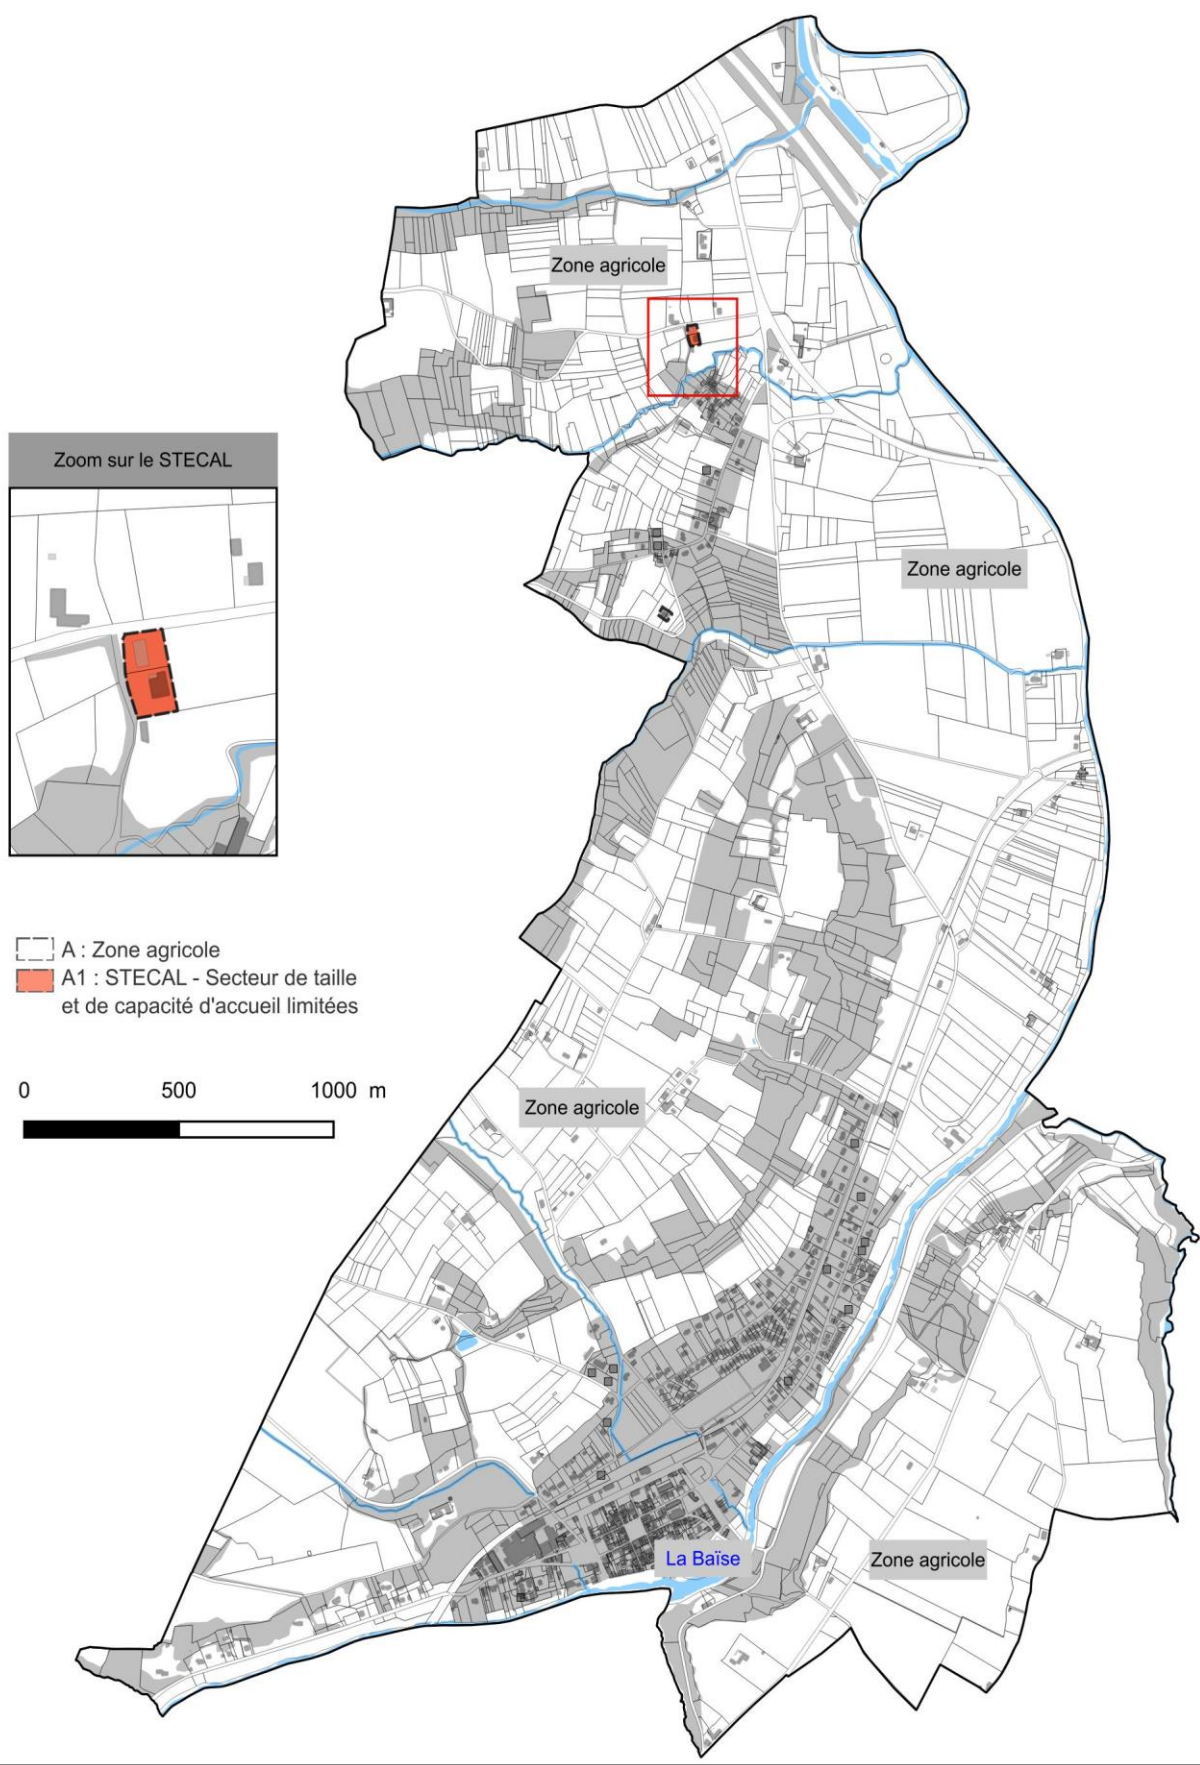 Zone agricole
Zoom sur le STECAL
Zone agricole
A : Zone agricole
A1 : STECAL - Secteur de taille
et de capacité d'accueil limitées
0 500 1000 m
Zone agricole
La Baïse
Zone agricole